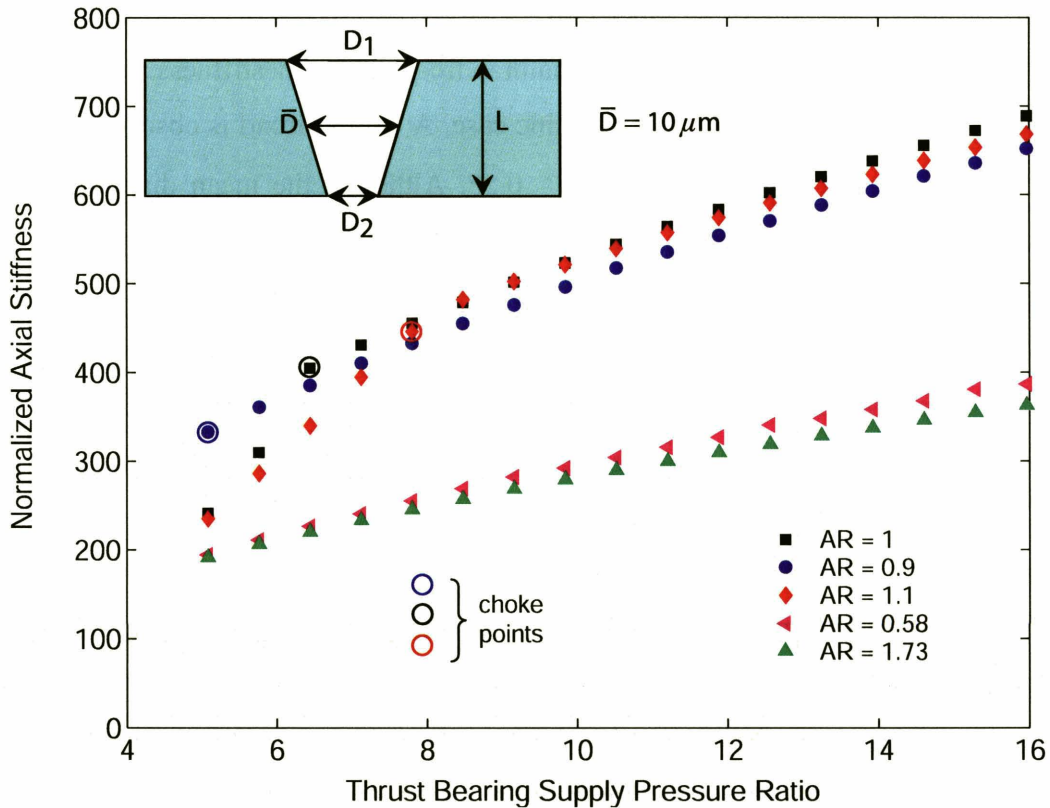 800
700
600
500
400
300
200
100
0
Normalized Axial Stiffness
D1
D̄
L
D2
D̄ = 10 μm
AR = 1
AR = 0.9
AR = 1.1
AR = 0.58
AR = 1.73
choke
points
4
6
8
10
12
14
16
Thrust Bearing Supply Pressure Ratio